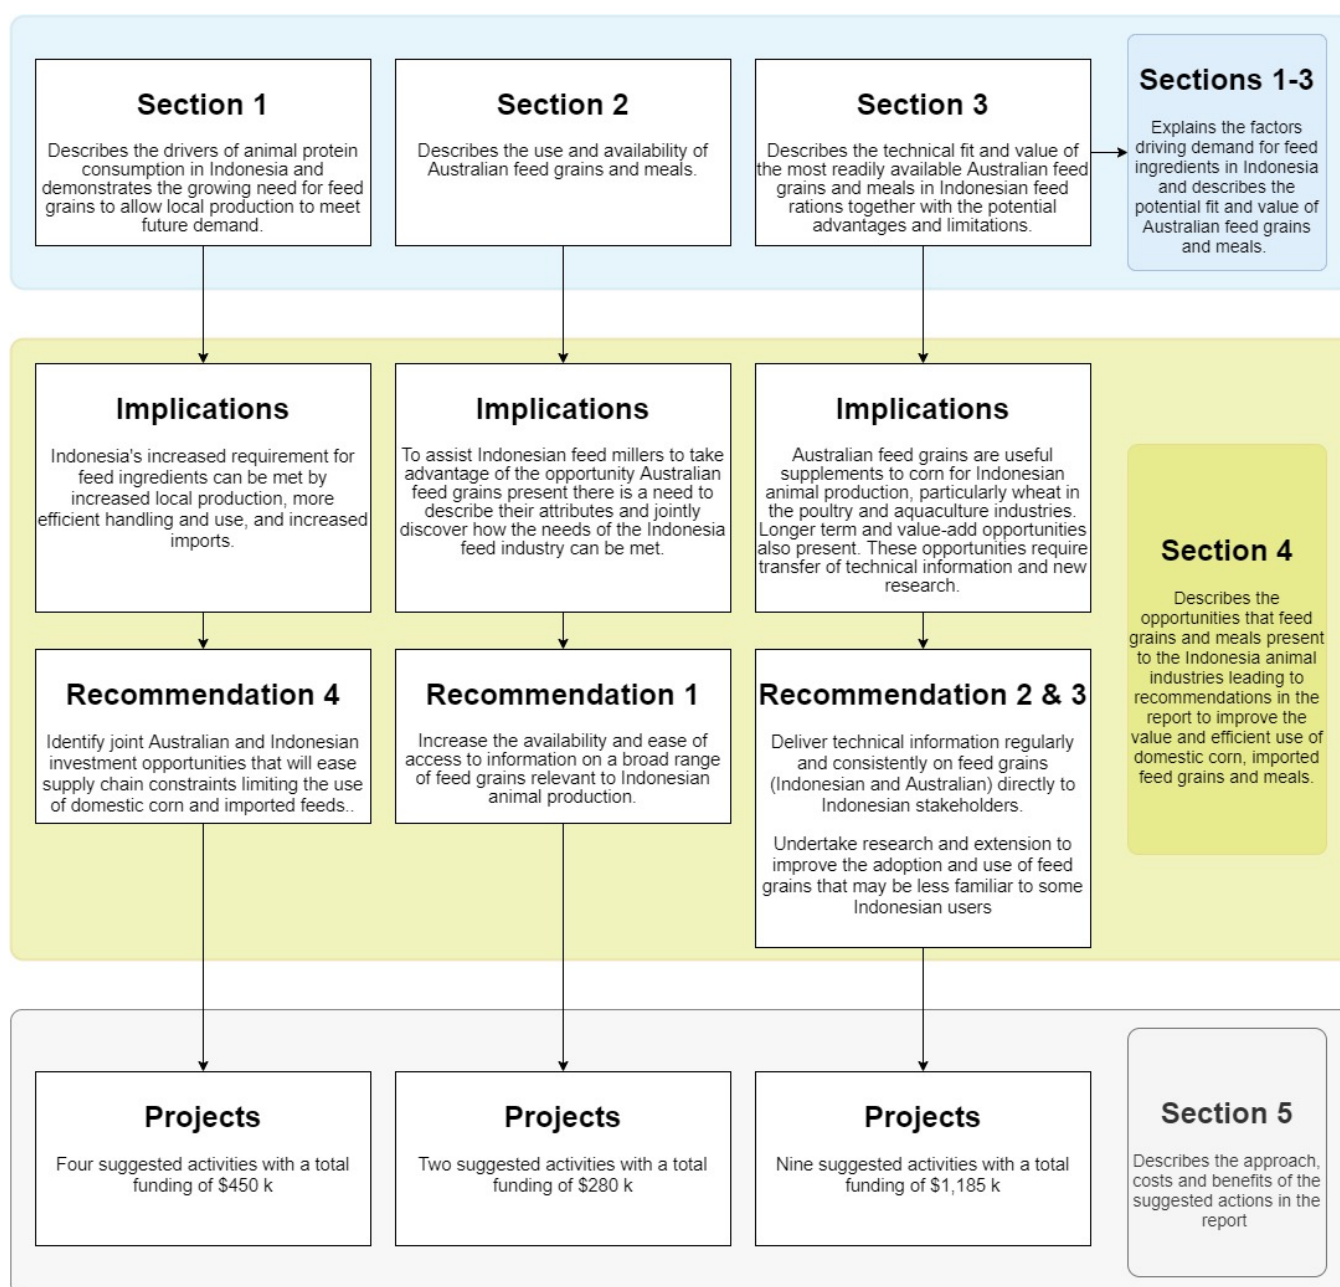 Section 1
Describes the drivers of animal protein
consumption in Indonesia and
demonstrates the growing need for feed
grains to allow local production to meet
future demand.
Section 2
Describes the use and availability of
Australian feed grains and meals.
Section 3
Describes the technical fit and value of
the most readily available Australian feed
grains and meals in Indonesian feed
rations together with the potential
advantages and limitations.
Sections 1-3
Explains the factors
driving demand for feed
ingredients in Indonesia
and describes the
potential fit and value of
Australian feed grains
and meals.
Implications
Indonesia's increased requirement for
feed ingredients can be met by
increased local production, more
efficient handling and use, and increased
imports.
Implications
To assist Indonesian feed millers to take
advantage of the opportunity Australian
feed grains present there is a need to
describe their attributes and jointly
discover how the needs of the Indonesia
feed industry can be met.
Implications
Australian feed grains are useful
supplements to corn for Indonesian
animal production, particularly wheat in
the poultry and aquaculture industries.
Longer term and value-add opportunities
also present. These opportunities require
transfer of technical information and new
research.
Section 4
Describes the
opportunities that feed
grains and meals present
to the Indonesia animal
industries leading to
recommendations in the
report to improve the
value and efficient use of
domestic corn, imported
feed grains and meals.
Recommendation 4
Identify joint Australian and Indonesian
investment opportunities that will ease
supply chain constraints limiting the use
of domestic corn and imported feeds..
Recommendation 1
Increase the availability and ease of
access to information on a broad range
of feed grains relevant to Indonesian
animal production.
Recommendation 2 & 3
Deliver technical information regularly
and consistently on feed grains
(Indonesian and Australian) directly to
Indonesian stakeholders.
Undertake research and extension to
improve the adoption and use of feed
grains that may be less familiar to some
Indonesian users
Projects
Four suggested activities with a total
funding of $450 k
Projects
Two suggested activities with a total
funding of $280 k
Projects
Nine suggested activities with a total
funding of $1,185 k
Section 5
Describes the approach,
costs and benefits of the
suggested actions in the
report